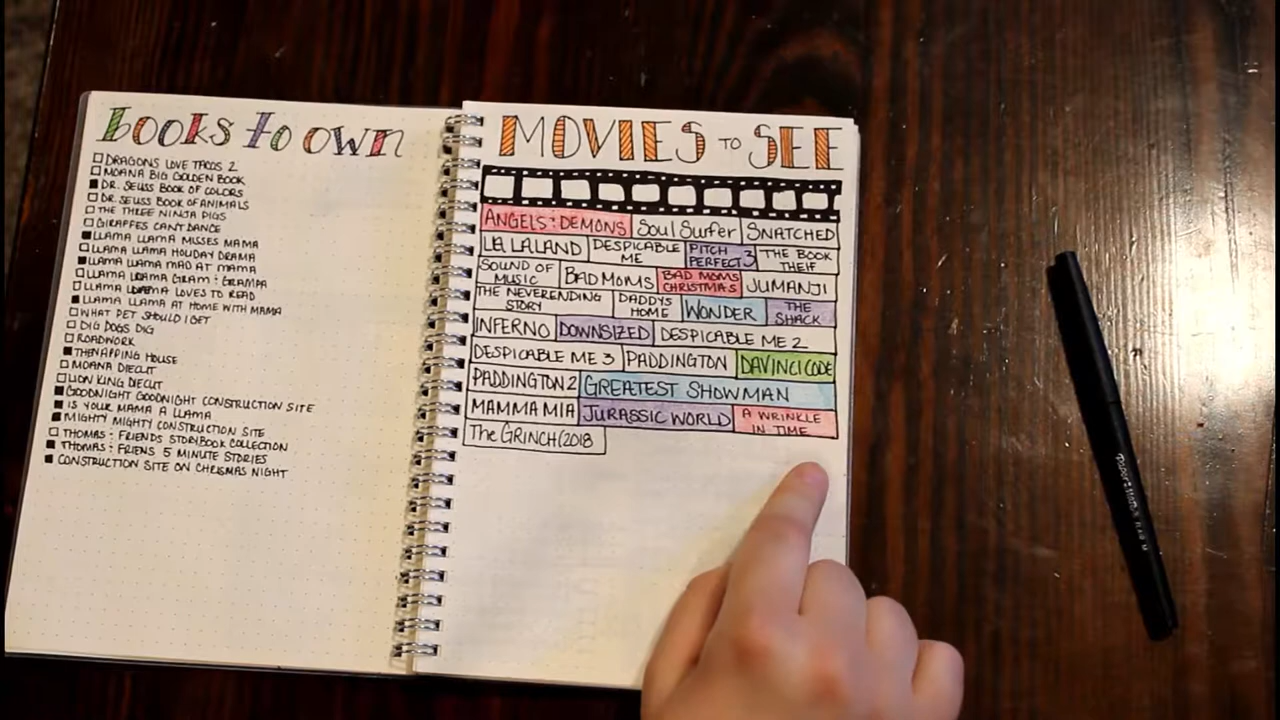 books to own
DRAGONS LOVE TACOS 2
MOANA BIG GOLDEN BOOK
DR. SEUSS BOOK OF COLORS
DR. SEUSS BOOK OF ANIMALS
THE THREE NINJA PIGS
GIRAFFES CANT DANCE
LLAMA LLAMA MISSES MAMA
LLAMA LLAMA HOLIDAY DRAMA
LLAMA LLAMA MAD AT MAMA
LLAMA LLAMA GRAM & GRAMPA
LLAMA LLAMA LOVES TO READ
LLAMA LLAMA AT HOME WITH MAMA
WHAT PET SHOULD I GET
DIG DOGS DIG
ROADWORK
THE NAPPING HOUSE
MOANA DIECUT
LION KING DIECUT
GOODNIGHT GOODNIGHT CONSTRUCTION SITE
IS YOUR MAMA A LLAMA
MIGHTY MIGHTY CONSTRUCTION SITE
THOMAS & FRIENDS STORYBOOK COLLECTION
THOMAS & FRIENS 5 MINUTE STORIES
CONSTRUCTION SITE ON CHRISMAS NIGHT
MOVIES TO SEE
ANGELS & DEMONS Soul Surfer SNATCHED
LA LA LAND DESPICABLE ME PITCH PERFECT 3 THE BOOK THEIF
SOUND OF MUSIC BAD MOMS BAD MOMS CHRISTMAS JUMANJI
THE NEVERENDING STORY DADDYS HOME WONDER THE SHACK
INFERNO DOWNSIZED DESPICABLE ME 2
DESPICABLE ME 3 PADDINGTON DAVINCI CODE
PADDINGTON 2 GREATEST SHOWMAN
MAMMA MIA JURASSIC WORLD A WRINKLE IN TIME
The GRINCH(2018